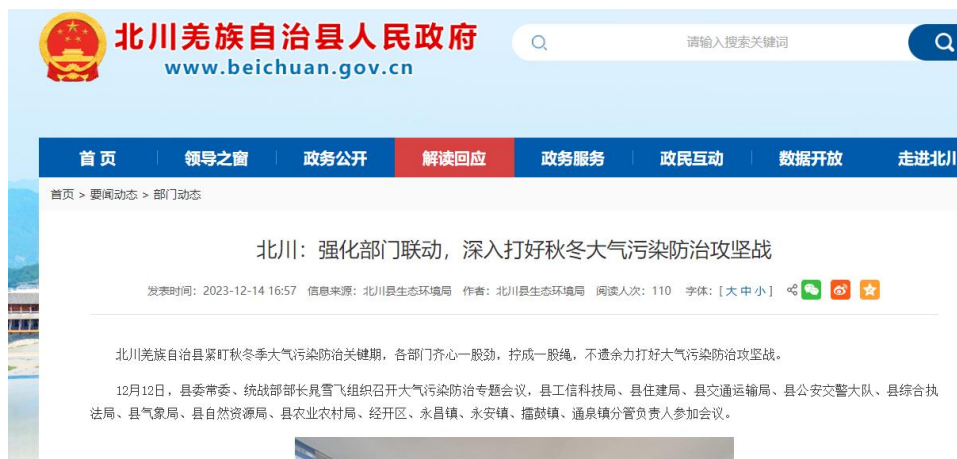 北川羌族自治县人民政府
www.beichuan.gov.cn
请输入搜索关键词
首页 领导之窗 政务公开 解读回应 政务服务 政民互动 数据开放 走进北川
首页 > 要闻动态 > 部门动态
北川：强化部门联动，深入打好秋冬大气污染防治攻坚战
发表时间：2023-12-14 16:57 信息来源：北川县生态环境局 作者：北川县生态环境局 阅读人次：110 字体：[大 中 小]
北川羌族自治县紧盯秋冬季大气污染防治关键期，各部门齐心一股劲，拧成一股绳，不遗余力打好大气污染防治攻坚战。
12月12日，县委常委、统战部部长晁雪飞组织召开大气污染防治专题会议，县工信科技局、县住建局、县交通运输局、县公安交警大队、县综合执
法局、县气象局、县自然资源局、县农业农村局、经开区、永昌镇、永安镇、擂鼓镇、通泉镇分管负责人参加会议。